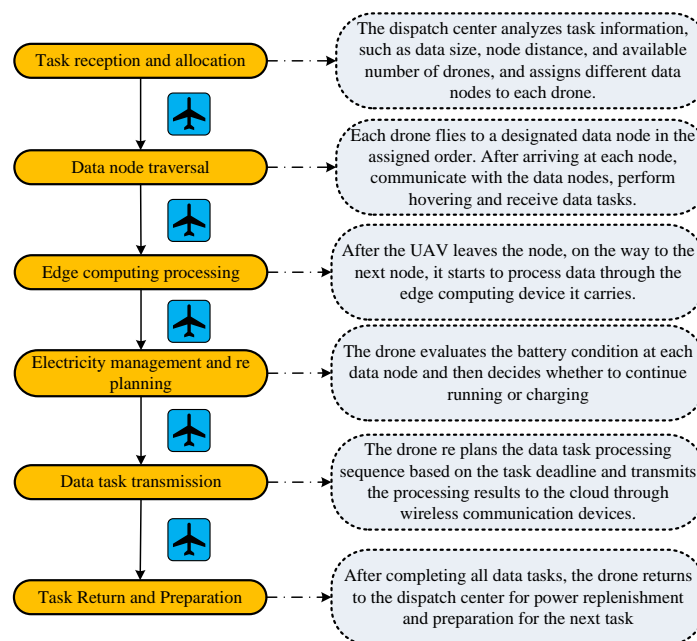 Task reception and allocation
The dispatch center analyzes task information,
such as data size, node distance, and available
number of drones, and assigns different data
nodes to each drone.
Data node traversal
Each drone flies to a designated data node in the
assigned order. After arriving at each node,
communicate with the data nodes, perform
hovering and receive data tasks.
Edge computing processing
After the UAV leaves the node, on the way to the
next node, it starts to process data through the
edge computing device it carries.
Electricity management and re
planning
The drone evaluates the battery condition at each
data node and then decides whether to continue
running or charging
Data task transmission
The drone re plans the data task processing
sequence based on the task deadline and transmits
the processing results to the cloud through
wireless communication devices.
Task Return and Preparation
After completing all data tasks, the drone returns
to the dispatch center for power replenishment
and preparation for the next task